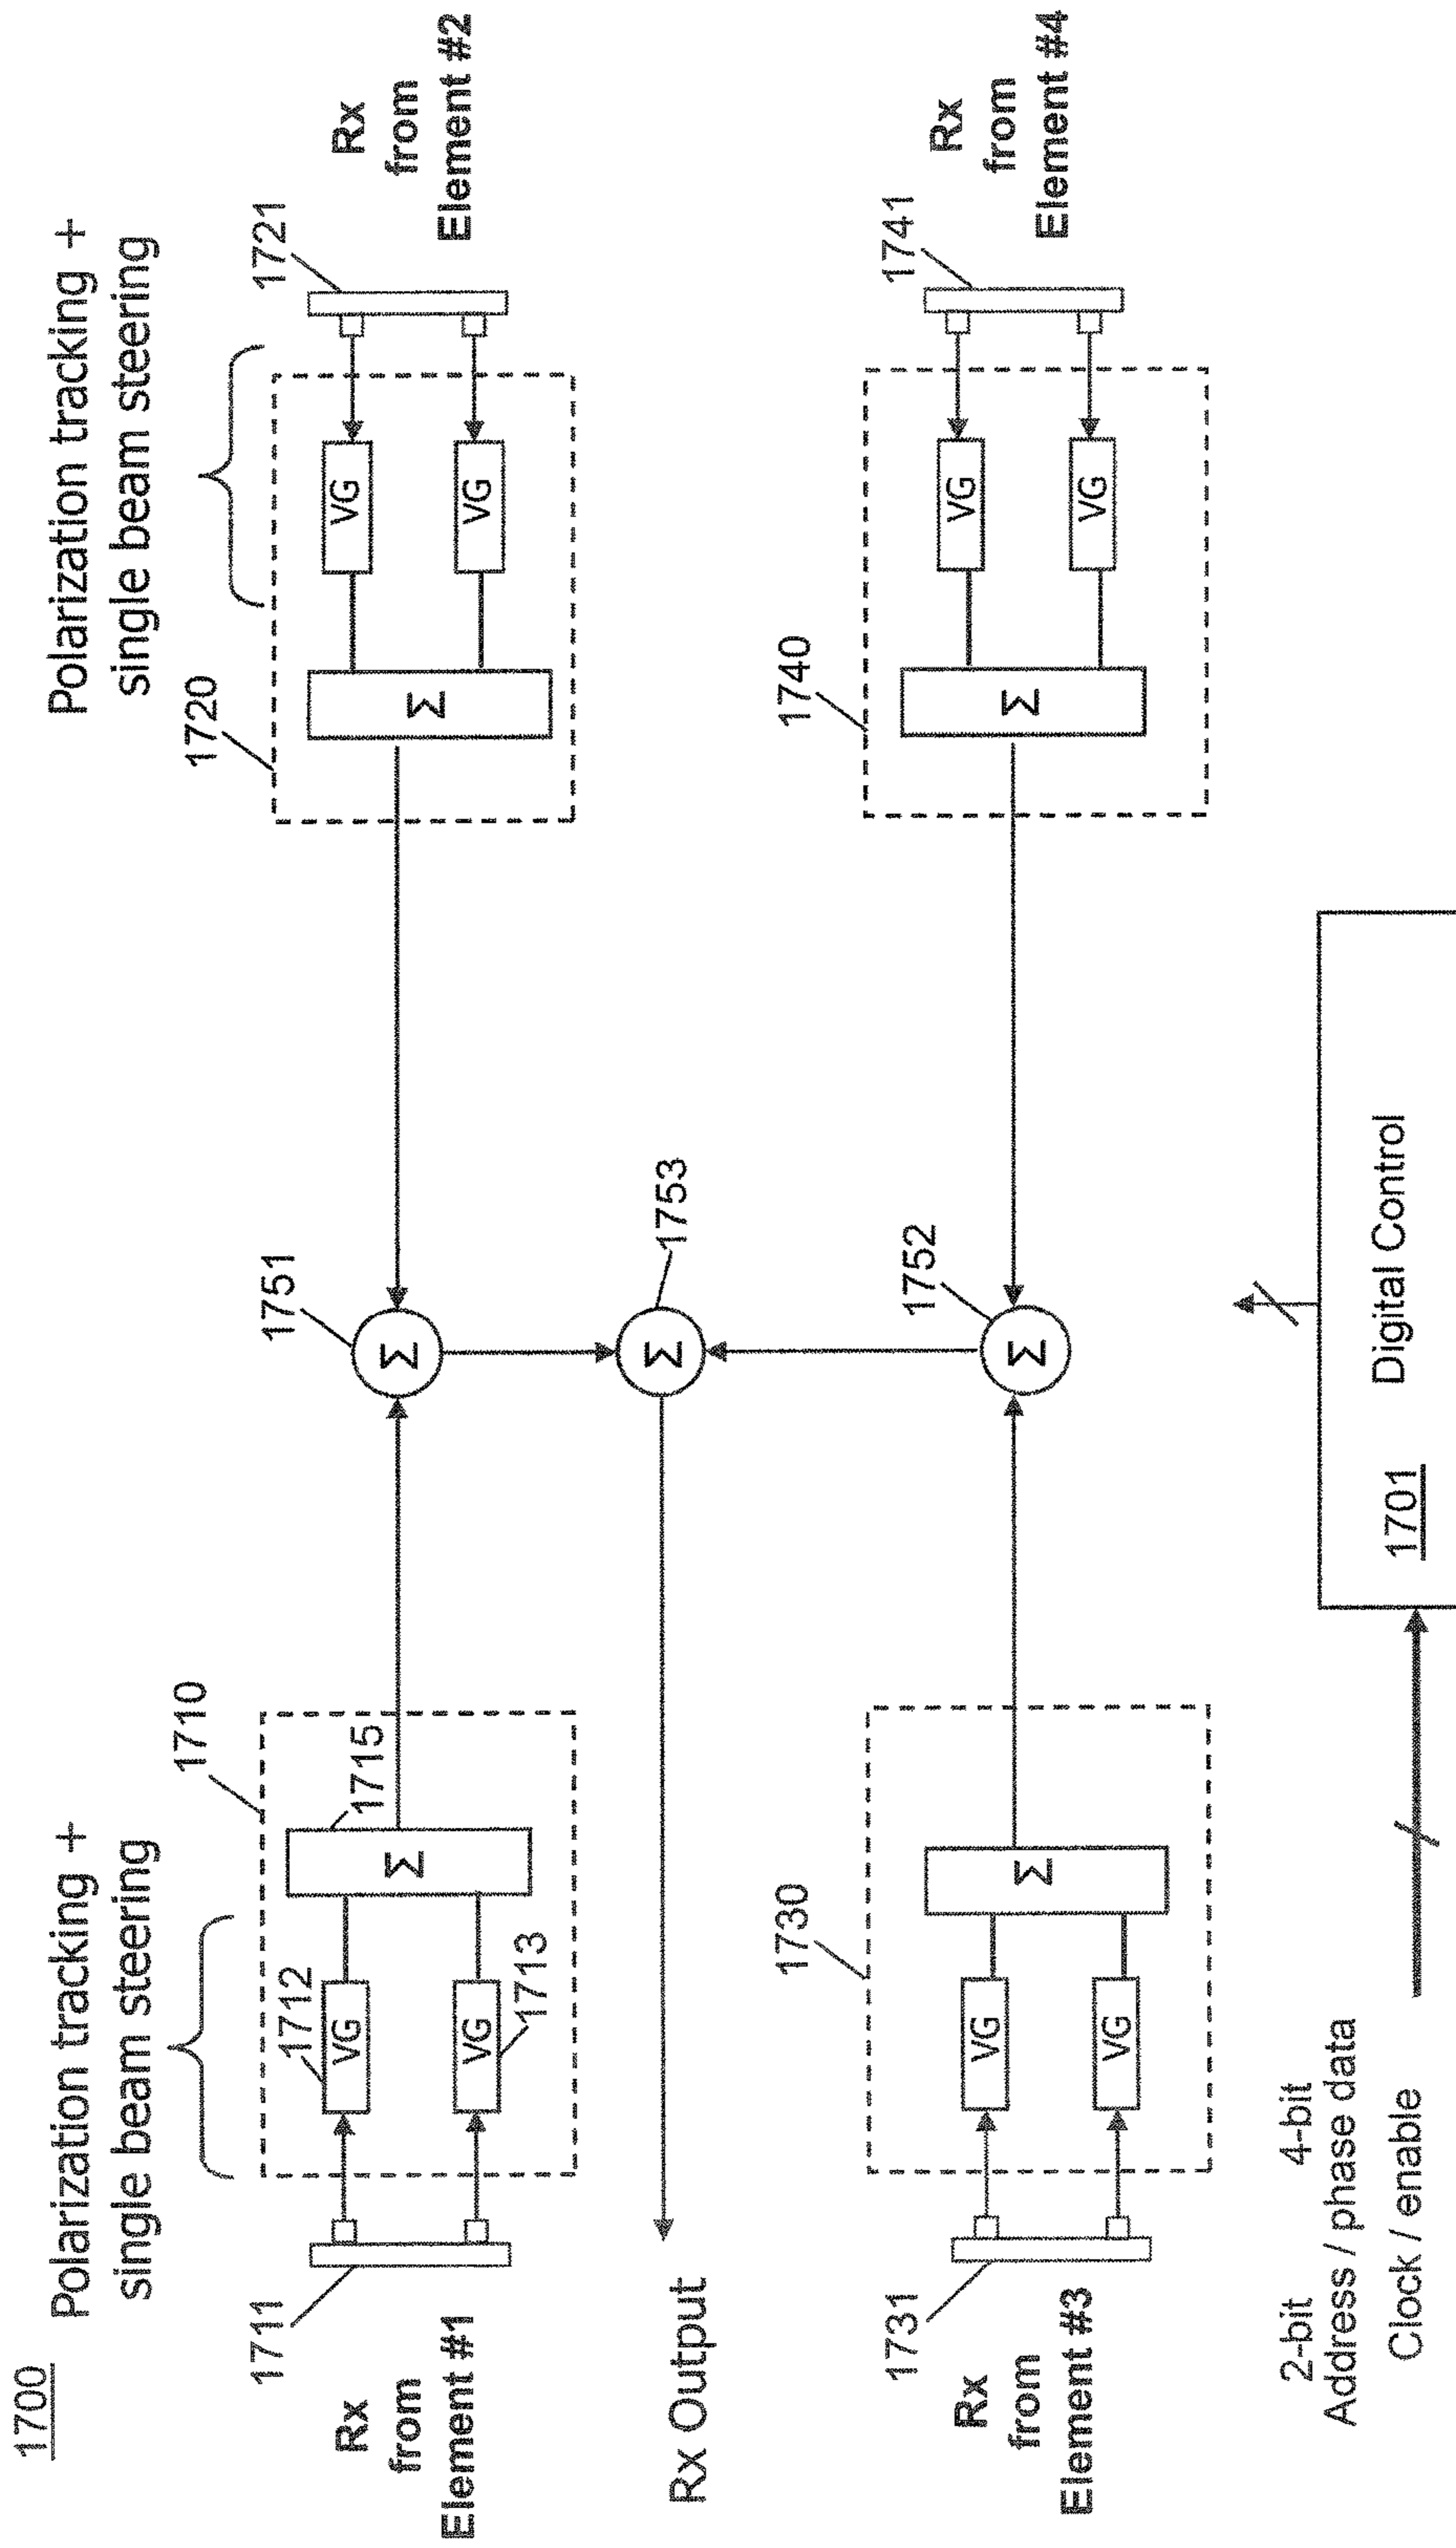 1700
Polarization tracking +
single beam steering
Polarization tracking +
single beam steering
1710
1720
1711
1712
VG
VG
1713
1715
Σ
Rx
from
Element #1
1751
Σ
Σ
VG
VG
1721
Rx
from
Element #2
Rx Output
Σ
1753
1730
1731
VG
VG
Σ
Rx
from
Element #3
1752
Σ
1740
Σ
VG
VG
1741
Rx
from
Element #4
2-bit 4-bit
Address / phase data
Clock / enable
Digital Control
1701